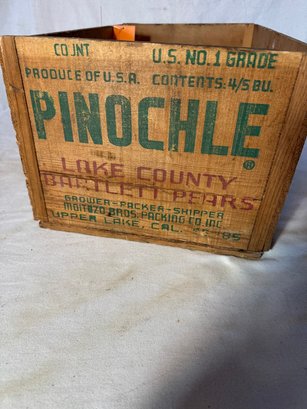 COUNT U.S. NO. 1 GRADE
PRODUCE OF U.S.A. CONTENTS: 4/5 BU.
PINOCHLE ®
LAKE COUNTY
BARTLETT PEARS
GROWER-PACKER-SHIPPER
BROS. PACKING CO. INC
UPPER LAKE, CAL.